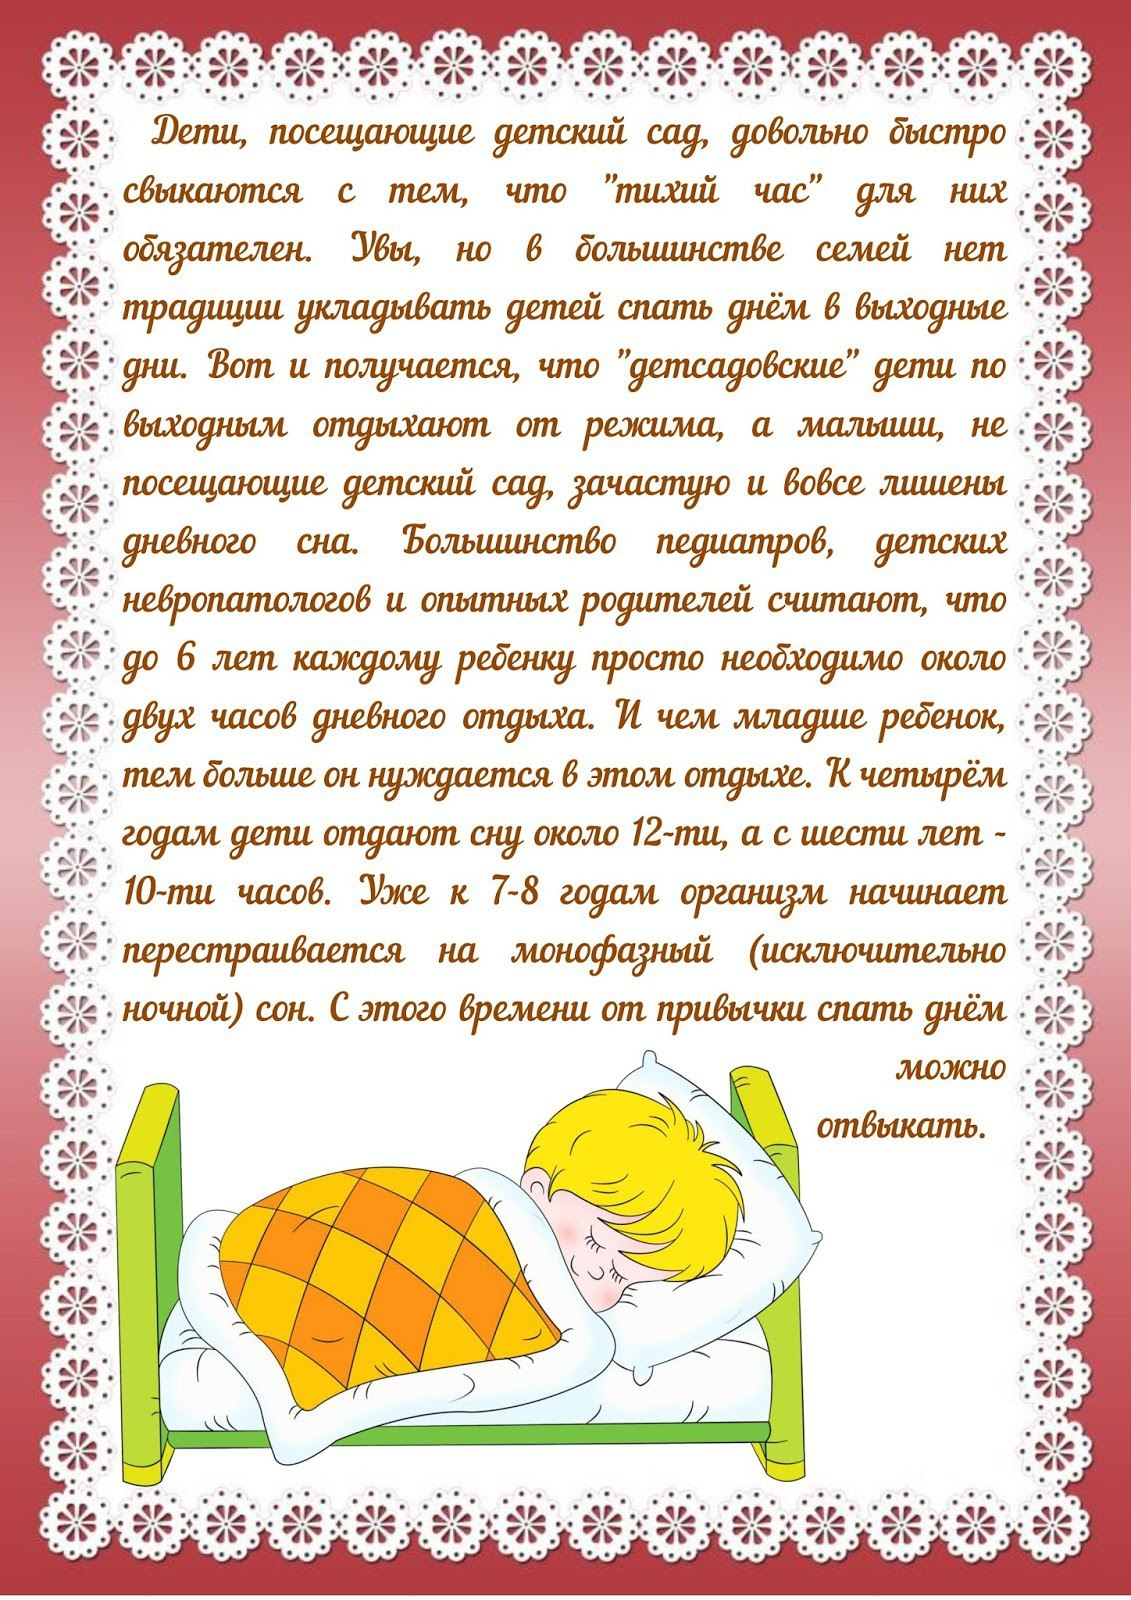 Дети, посещающие детский сад, довольно быстро
свыкаются с тем, что "тихий час" для них
обязателен. Увы, но в большинстве семей нет
традиции укладывать детей спать днём в выходные
дни. Вот и получается, что "детсадовские" дети по
выходным отдыхают от режима, а малыши, не
посещающие детский сад, зачастую и вовсе лишены
дневного сна. Большинство педиатров, детских
невропатологов и опытных родителей считают, что
до 6 лет каждому ребенку просто необходимо около
двух часов дневного отдыха. И чем младше ребенок,
тем больше он нуждается в этом отдыхе. К четырём
годам дети отдают сну около 12-ти, а с шести лет -
10-ти часов. Уже к 7-8 годам организм начинает
перестраивается на монофазный (исключительно
ночной) сон. С этого времени от привычки спать днём
можно
отвыкать.